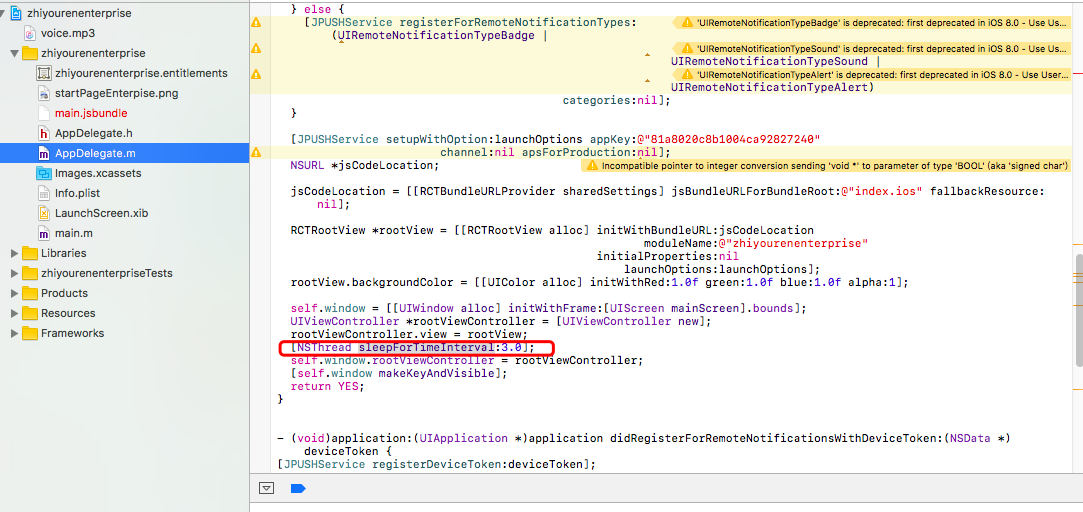 zhiyourenenterprise
voice.mp3
zhiyourenenterprise
zhiyourenenterprise.entitlements
startPageEnterpise.png
main.jsbundle
AppDelegate.h
AppDelegate.m
Images.xcassets
Info.plist
LaunchScreen.xib
main.m
Libraries
zhiyourenenterpriseTests
Products
Resources
Frameworks
} else {
[JPUSHService registerForRemoteNotificationTypes:
'UIRemoteNotificationTypeBadge' is deprecated: first deprecated in iOS 8.0 - Use Us...
(UIRemoteNotificationTypeBadge |
'UIRemoteNotificationTypeSound' is deprecated: first deprecated in iOS 8.0 - Use Us...
UIRemoteNotificationTypeSound |
'UIRemoteNotificationTypeAlert' is deprecated: first deprecated in iOS 8.0 - Use User...
UIRemoteNotificationTypeAlert)
categories:nil];
}
[JPUSHService setupWithOption:launchOptions appKey:@"81a8020c8b1004ca92827240"
channel:nil apsForProduction:nil];
NSURL *jsCodeLocation;
Incompatible pointer to integer conversion sending 'void *' to parameter of type 'BOOL' (aka 'signed char')
jsCodeLocation = [[RCTBundleURLProvider sharedSettings] jsBundleURLForBundleRoot:@"index.ios" fallbackResource:
nil];
RCTRootView *rootView = [[RCTRootView alloc] initWithBundleURL:jsCodeLocation
moduleName:@"zhiyourenenterprise"
initialProperties:nil
launchOptions:launchOptions];
rootView.backgroundColor = [[UIColor alloc] initWithRed:1.0f green:1.0f blue:1.0f alpha:1];
self.window = [[UIWindow alloc] initWithFrame:[UIScreen mainScreen].bounds];
UIViewController *rootViewController = [UIViewController new];
rootViewController.view = rootView;
[NSThread sleepForTimeInterval:3.0];
self.window.rootViewController = rootViewController;
[self.window makeKeyAndVisible];
return YES;
}
- (void)application:(UIApplication *)application didRegisterForRemoteNotificationsWithDeviceToken:(NSData *)
deviceToken {
[JPUSHService registerDeviceToken:deviceToken];